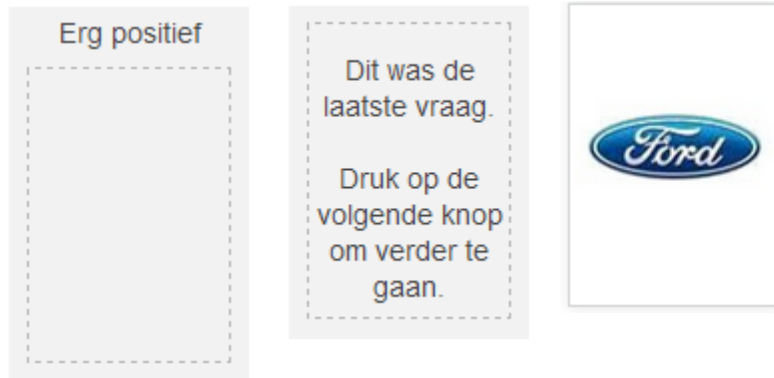 Erg positief
Dit was de
laatste vraag.
Druk op de
volgende knop
om verder te
gaan.
Ford